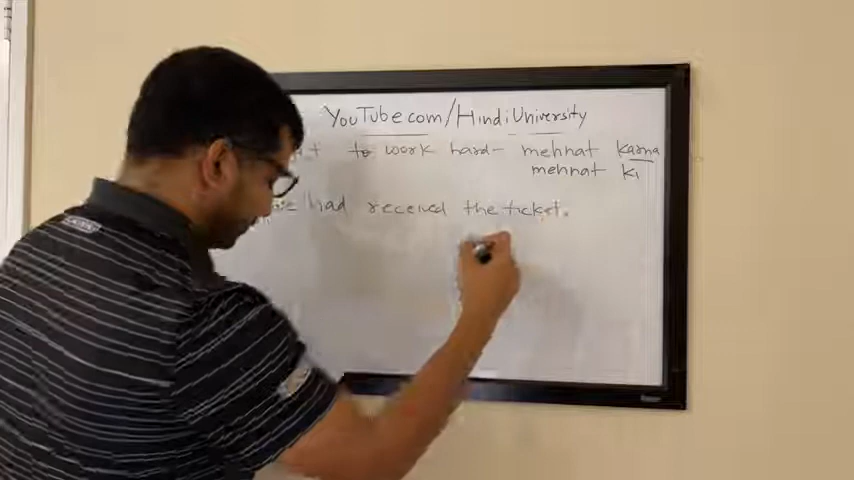 YouTube.com/HindiUniversity
to work hard- mehnat karna
mehnat ki
had received the ticket.